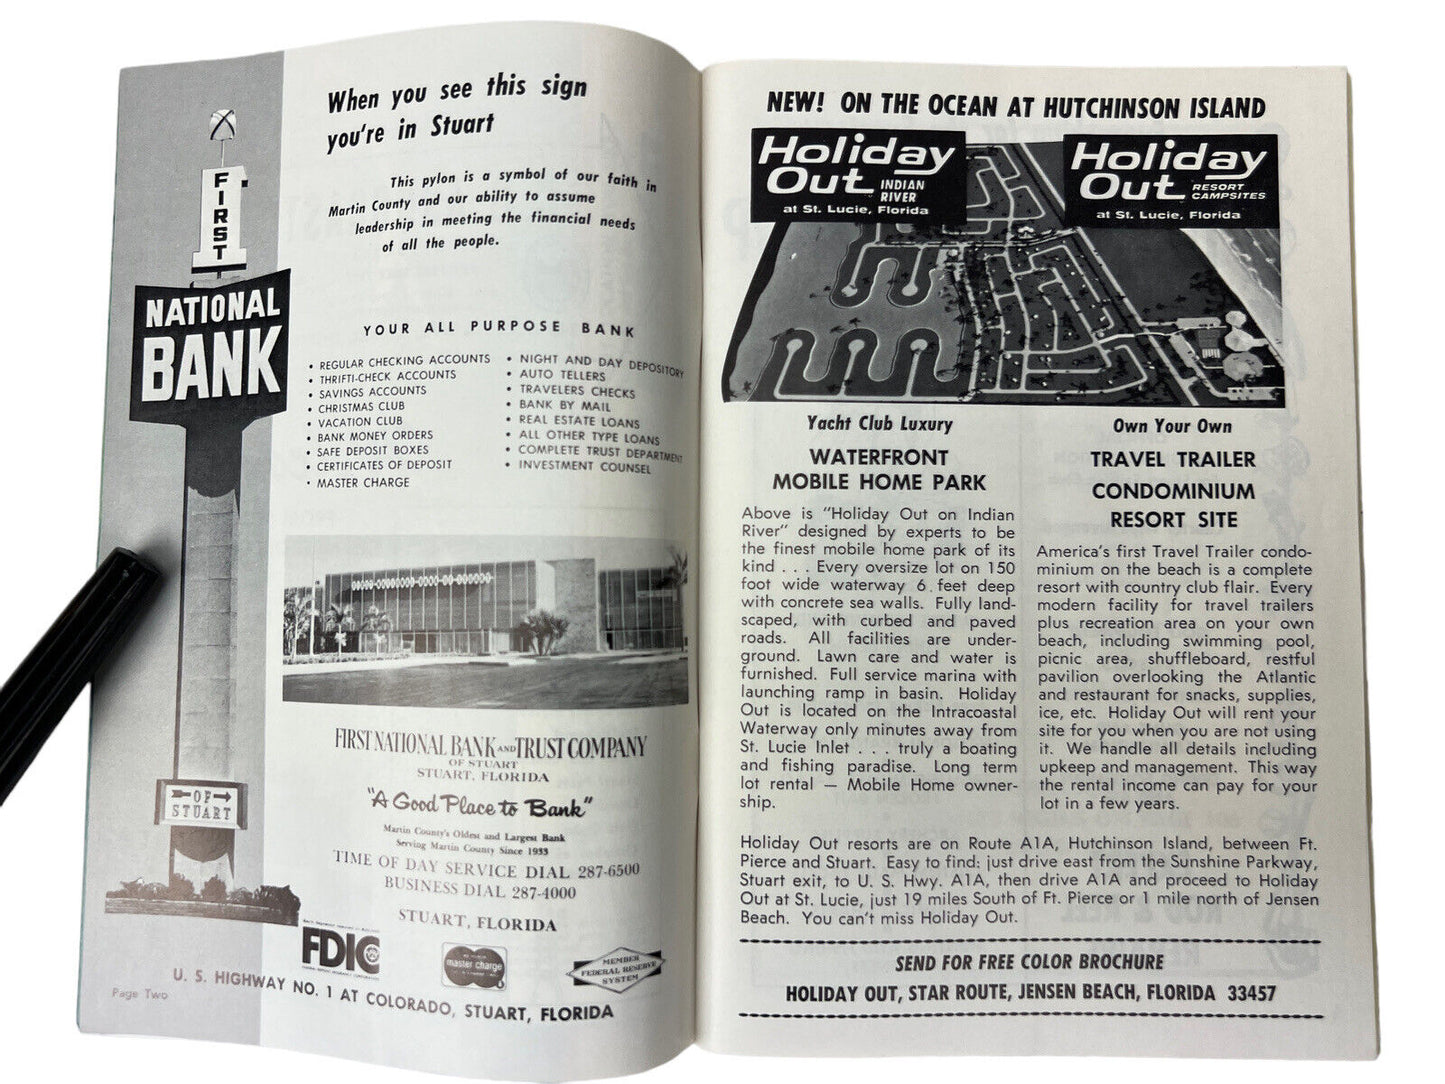 When you see this sign
you're in Stuart
This pylon is a symbol of our faith in
Martin County and our ability to assume
leadership in meeting the financial needs
of all the people.
FIRST
1
NATIONAL
BANK
OF
STUART
YOUR ALL PURPOSE BANK
• REGULAR CHECKING ACCOUNTS
• THRIFTI-CHECK ACCOUNTS
• SAVINGS ACCOUNTS
• CHRISTMAS CLUB
• VACATION CLUB
• BANK MONEY ORDERS
• SAFE DEPOSIT BOXES
• CERTIFICATES OF DEPOSIT
• MASTER CHARGE
• NIGHT AND DAY DEPOSITORY
• AUTO TELLERS
• TRAVELERS CHECKS
• BANK BY MAIL
• REAL ESTATE LOANS
• ALL OTHER TYPE LOANS
• COMPLETE TRUST DEPARTMENT
• INVESTMENT COUNSEL
FIRST NATIONAL BANK OF STUART
FIRST NATIONAL BANK AND TRUST COMPANY
OF STUART
STUART, FLORIDA
"A Good Place to Bank"
Martin County's Oldest and Largest Bank
Serving Martin County Since 1933
TIME OF DAY SERVICE DIAL 287-6500
BUSINESS DIAL 287-4000
STUART, FLORIDA
FDIC
master charge
MEMBER
FEDERAL RESERVE
SYSTEM
U. S. HIGHWAY NO. 1 AT COLORADO, STUART, FLORIDA
Page Two
NEW! ON THE OCEAN AT HUTCHINSON ISLAND
Holiday
Out INDIAN
RIVER
at St. Lucie, Florida
Holiday
Out RESORT
CAMPSITES
at St. Lucie, Florida
Yacht Club Luxury
WATERFRONT
MOBILE HOME PARK
Above is "Holiday Out on Indian
River" designed by experts to be
the finest mobile home park of its
kind . . . Every oversize lot on 150
foot wide waterway 6 feet deep
with concrete sea walls. Fully land-
scaped, with curbed and paved
roads. All facilities are under-
ground. Lawn care and water is
furnished. Full service marina with
launching ramp in basin. Holiday
Out is located on the Intracoastal
Waterway only minutes away from
St. Lucie Inlet . . . truly a boating
and fishing paradise. Long term
lot rental — Mobile Home owner-
ship.
Own Your Own
TRAVEL TRAILER
CONDOMINIUM
RESORT SITE
America's first Travel Trailer condo-
minium on the beach is a complete
resort with country club flair. Every
modern facility for travel trailers
plus recreation area on your own
beach, including swimming pool,
picnic area, shuffleboard, restful
pavilion overlooking the Atlantic
and restaurant for snacks, supplies,
ice, etc. Holiday Out will rent your
site for you when you are not using
it. We handle all details including
upkeep and management. This way
the rental income can pay for your
lot in a few years.
Holiday Out resorts are on Route A1A, Hutchinson Island, between Ft.
Pierce and Stuart. Easy to find: just drive east from the Sunshine Parkway,
Stuart exit, to U. S. Hwy. A1A, then drive A1A and proceed to Holiday
Out at St. Lucie, just 19 miles South of Ft. Pierce or 1 mile north of Jensen
Beach. You can't miss Holiday Out.
SEND FOR FREE COLOR BROCHURE
HOLIDAY OUT, STAR ROUTE, JENSEN BEACH, FLORIDA 33457